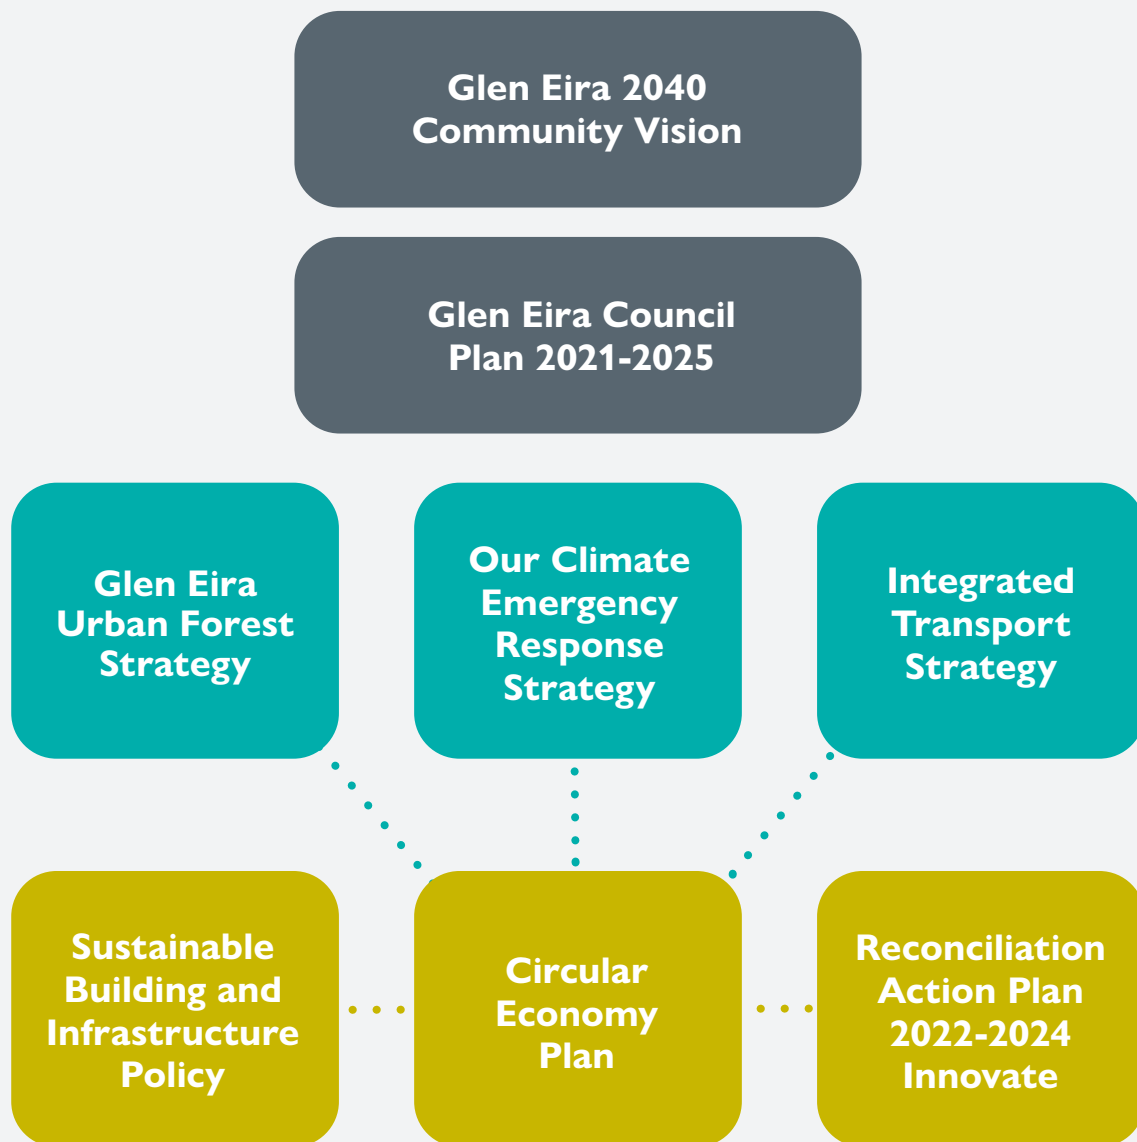 Glen Eira 2040
Community Vision
Glen Eira Council
Plan 2021-2025
Glen Eira
Urban Forest
Strategy
Our Climate
Emergency
Response
Strategy
Integrated
Transport
Strategy
Sustainable
Building and
Infrastructure
Policy
Circular
Economy
Plan
Reconciliation
Action Plan
2022-2024
Innovate